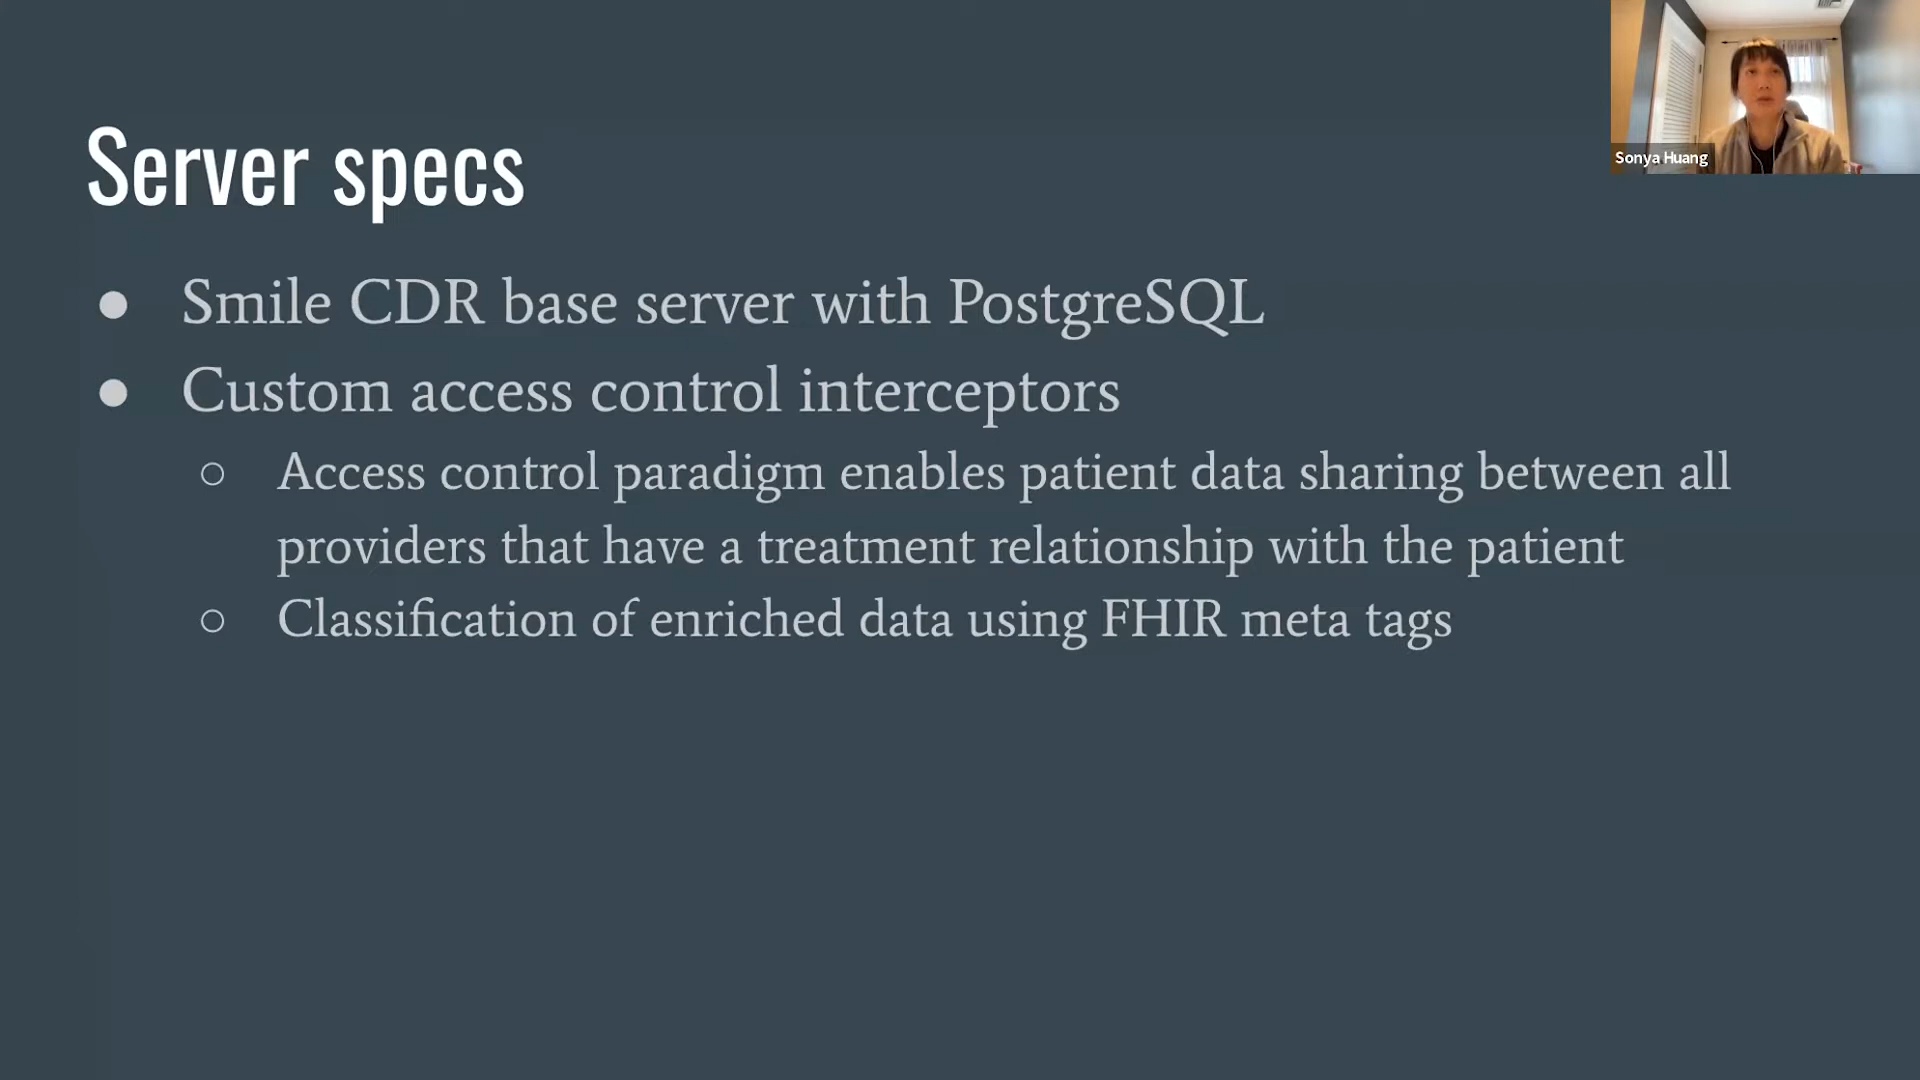 Server specs
Sonya Huang
● Smile CDR base server with PostgreSQL
● Custom access control interceptors
○ Access control paradigm enables patient data sharing between all
providers that have a treatment relationship with the patient
○ Classification of enriched data using FHIR meta tags